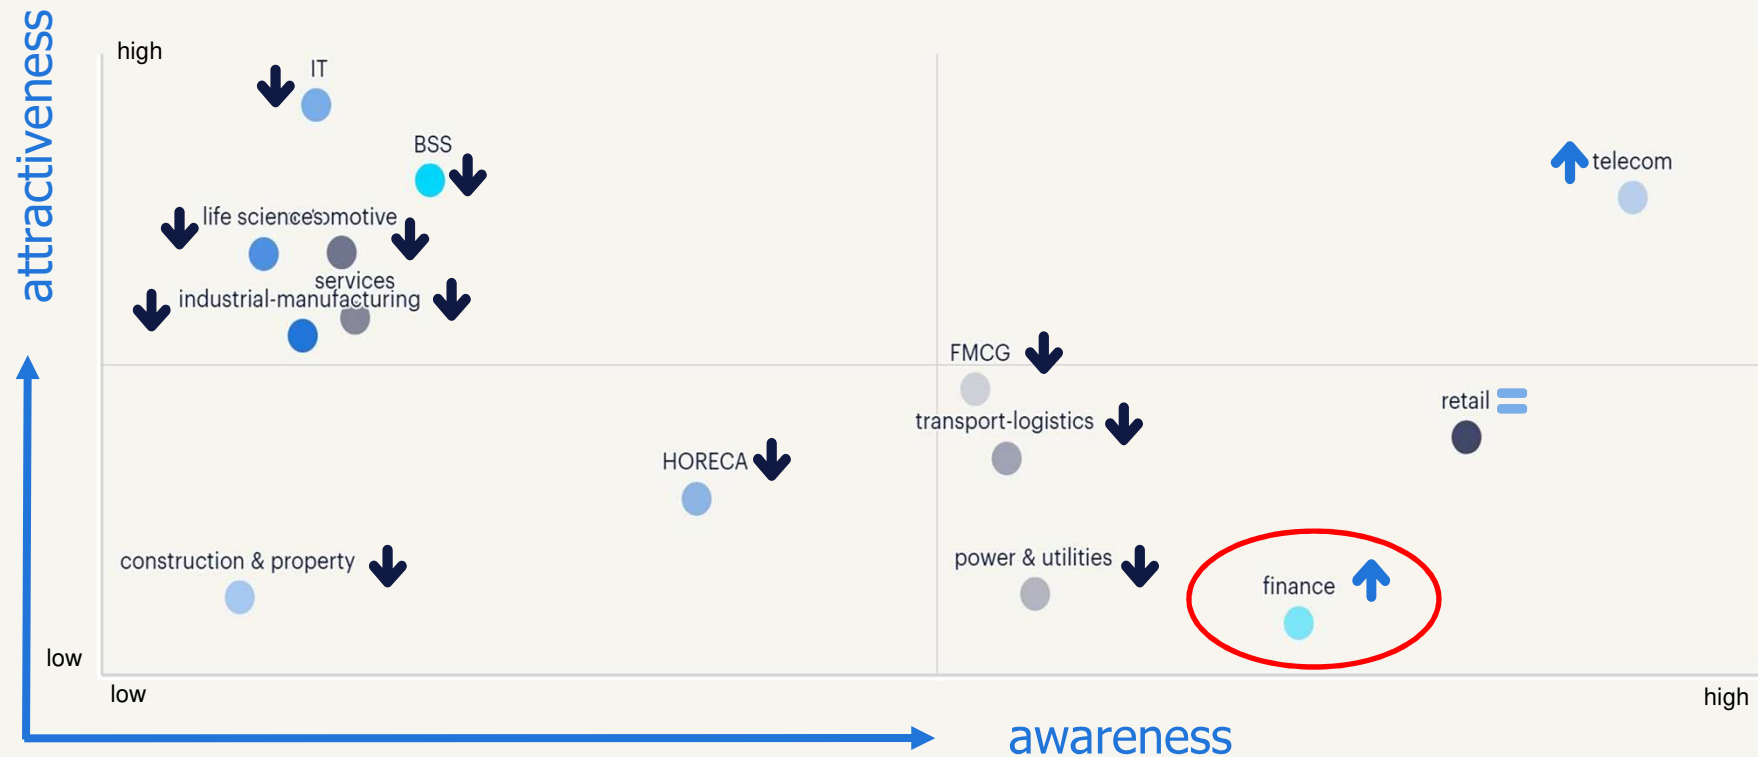 attractiveness
high
IT
BSS
telecom
life sciences
omotive
services
industrial-manufacturing
FMCG
retail
transport-logistics
HORECA
construction & property
power & utilities
finance
low
low
high
awareness